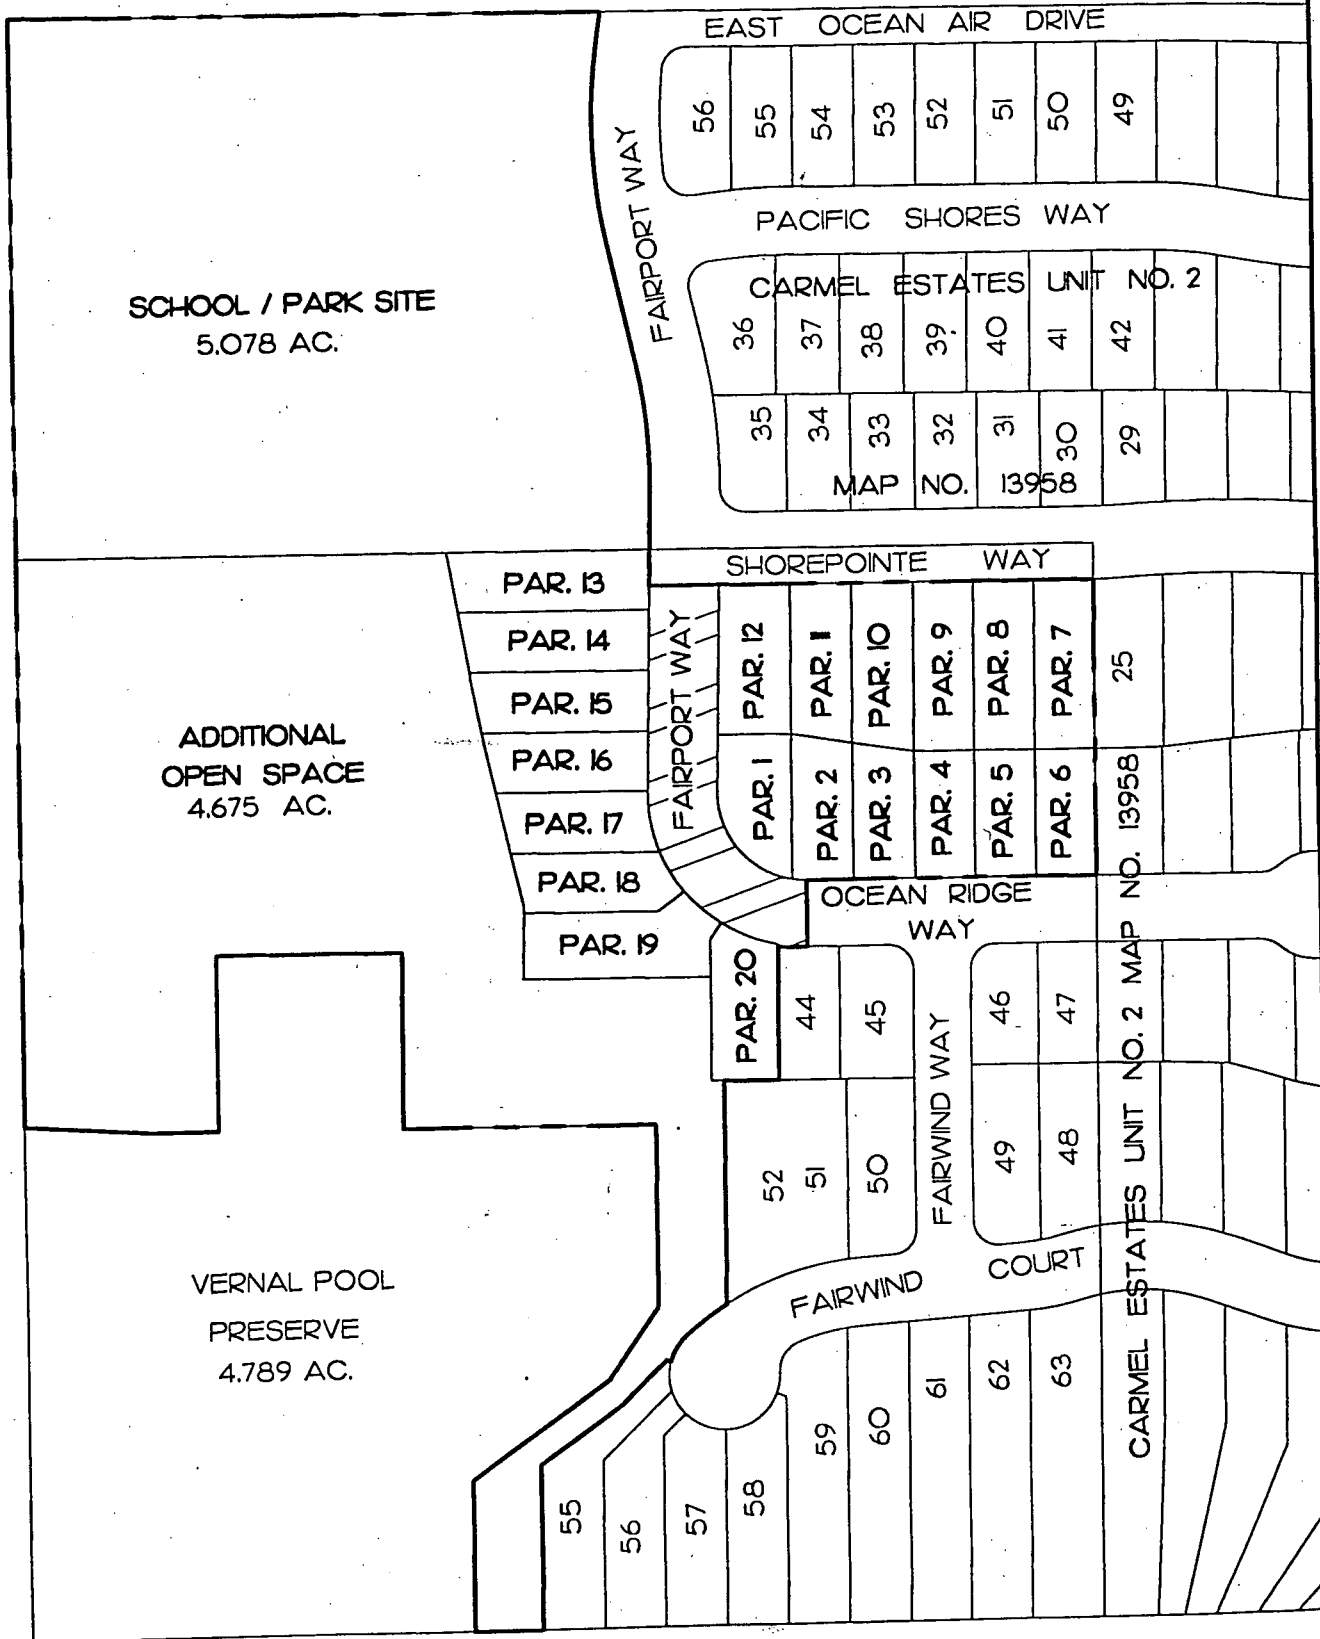 EAST OCEAN AIR DRIVE
56
55
54
53
52
51
50
49
FAIRPORT WAY
PACIFIC SHORES WAY
CARMEL ESTATES UNIT NO. 2
SCHOOL / PARK SITE
5.078 AC.
36
37
38
39
40
41
42
35
34
33
32
31
30
29
MAP NO. 13958
SHOREPOINTE WAY
PAR. 13
PAR. 14
PAR. 15
PAR. 16
PAR. 17
PAR. 18
PAR. 19
PAR. 20
FAIRPORT WAY
PAR. 12
PAR. 11
PAR. 10
PAR. 9
PAR. 8
PAR. 7
25
PAR. 1
PAR. 2
PAR. 3
PAR. 4
PAR. 5
PAR. 6
ADDITIONAL
OPEN SPACE
4.675 AC.
OCEAN RIDGE
WAY
44
45
46
47
FAIRWIND WAY
52
51
50
49
48
CARMEL ESTATES UNIT NO. 2 MAP NO. 13958
VERNAL POOL
PRESERVE
4.789 AC.
FAIRWIND COURT
55
56
57
58
59
60
61
62
63